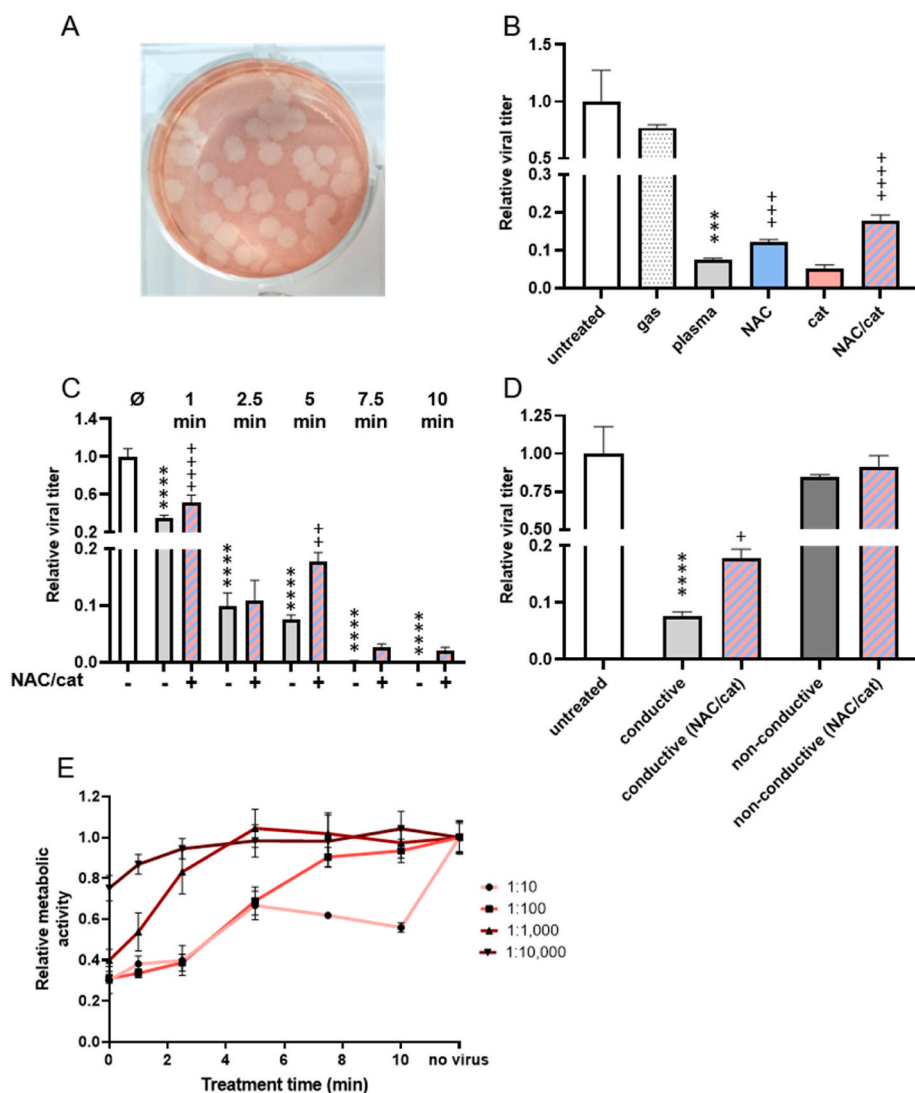 A
B
Relative viral titer
1.5
1.0
0.5
0.3
0.2
0.1
0.0
***
+++
++++
untreated
gas
plasma
NAC
cat
NAC/cat
C
Ø
1 min
2.5 min
5 min
7.5 min
10 min
Relative viral titer
1.4
1.0
0.6
0.2
0.2
0.1
0.0
****
++++
****
****
++
****
****
NAC/cat
- - + - + - + - + - +
D
Relative viral titer
1.25
1.00
0.75
0.50
0.2
0.1
0.0
****
+
untreated
conductive
conductive (NAC/cat)
non-conductive
non-conductive (NAC/cat)
E
Relative metabolic
activity
1.2
1.0
0.8
0.6
0.4
0.2
0.0
0 2 4 6 8 10 no virus
Treatment time (min)
1:10
1:100
1:1,000
1:10,000